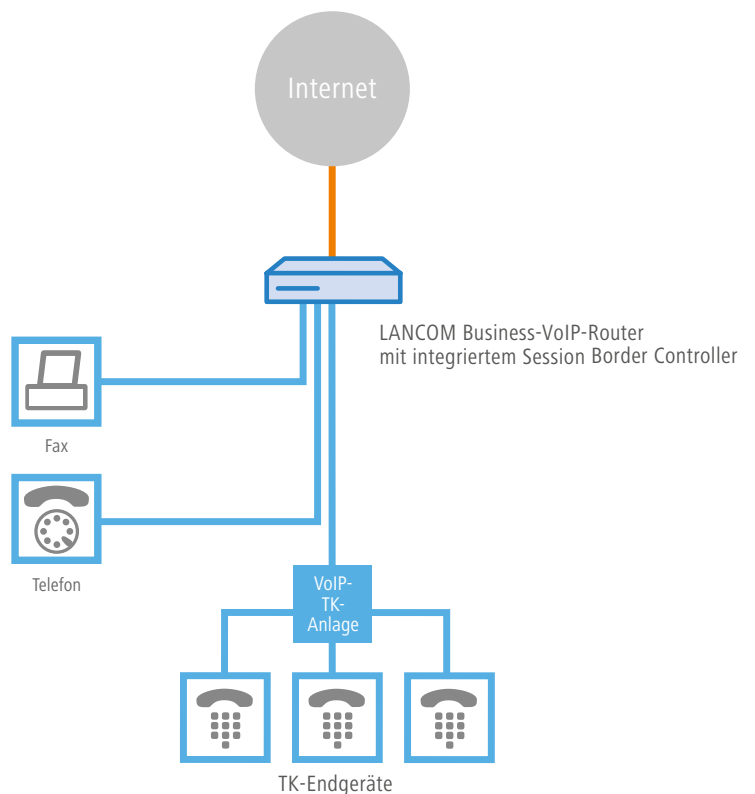 Internet
LANCOM Business-VoIP-Router
mit integriertem Session Border Controller
Fax
Telefon
VoIP-
TK-
Anlage
TK-Endgeräte